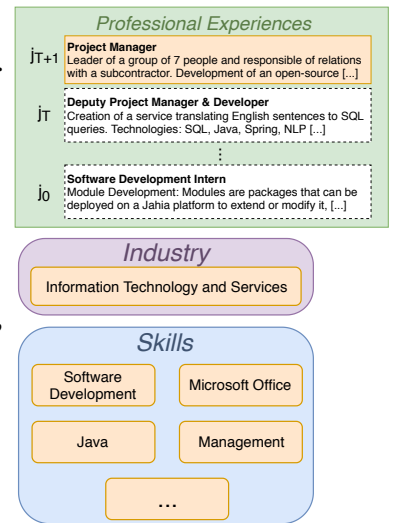 Professional Experiences
jT+1
Project Manager
Leader of a group of 7 people and responsible of relations
with a subcontractor. Development of an open-source [...]
jT
Deputy Project Manager & Developer
Creation of a service translating English sentences to SQL
queries. Technologies: SQL, Java, Spring, NLP [...]
⋮
j0
Software Development Intern
Module Development: Modules are packages that can be
deployed on a Jahia platform to extend or modify it, [...]
Industry
Information Technology and Services
Skills
Software
Development
Microsoft Office
Java
Management
...